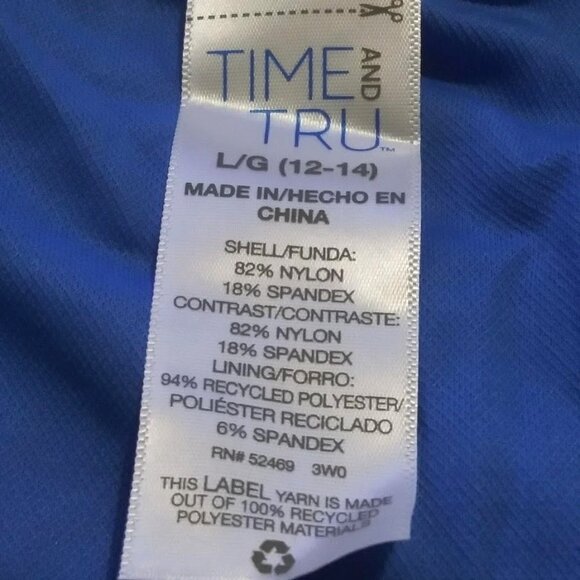 TIME AND
TRU™
L/G (12-14)
MADE IN/HECHO EN
CHINA
SHELL/FUNDA:
82% NYLON
18% SPANDEX
CONTRAST/CONTRASTE:
82% NYLON
18% SPANDEX
LINING/FORRO:
94% RECYCLED POLYESTER/
POLIÉSTER RECICLADO
6% SPANDEX
RN# 52469 3W0
THIS LABEL YARN IS MADE
OUT OF 100% RECYCLED
POLYESTER MATERIALS